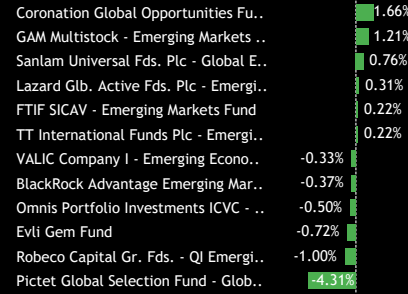 Coronation Global Opportunities Fu.. 1.66%
GAM Multistock - Emerging Markets .. 1.21%
Sanlam Universal Fds. Plc - Global E.. 0.76%
Lazard Glb. Active Fds. Plc - Emergi.. 0.31%
FTIF SICAV - Emerging Markets Fund 0.22%
TT International Funds Plc - Emergi.. 0.22%
VALIC Company I - Emerging Econo.. -0.33%
BlackRock Advantage Emerging Mar.. -0.37%
Omnis Portfolio Investments ICVC - .. -0.50%
Evli Gem Fund -0.72%
Robeco Capital Gr. Fds. - QI Emergi.. -1.00%
Pictet Global Selection Fund - Glob.. -4.31%